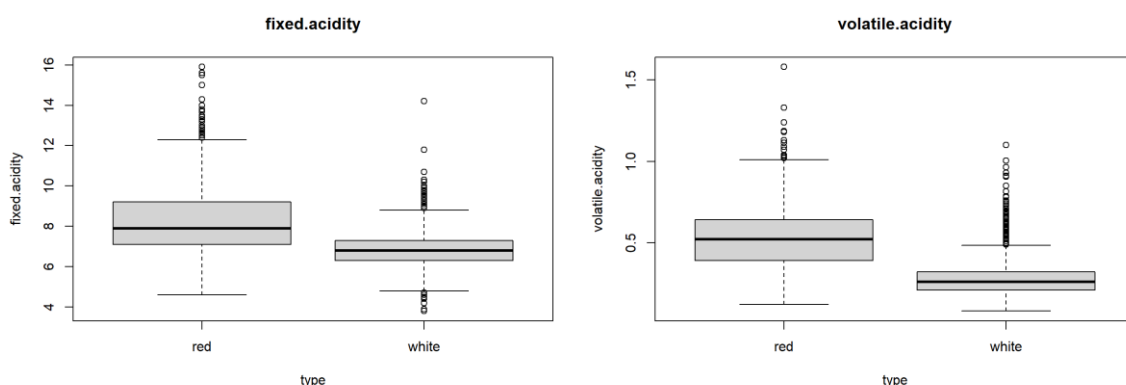 fixed.acidity
fixed.acidity
16
14
12
10
8
6
4
red
white
type
volatile.acidity
volatile.acidity
1.5
1.0
0.5
red
white
type